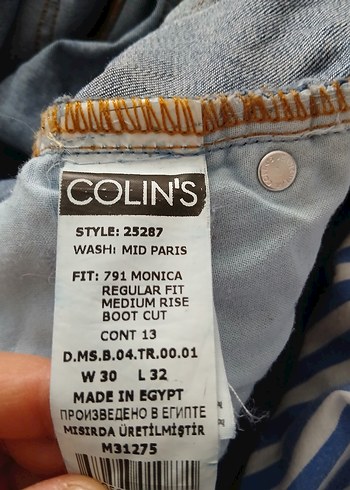 COLIN'S
STYLE: 25287
WASH: MID PARIS
FIT: 791 MONICA
REGULAR FIT
MEDIUM RISE
BOOT CUT
CONT 13
D.MS.B.04.TR.00.01
W 30 L 32
MADE IN EGYPT
ПРОИЗВЕДЕНО В ЕГИПТЕ
MISIRDA ÜRETİLMİŞTİR
M31275